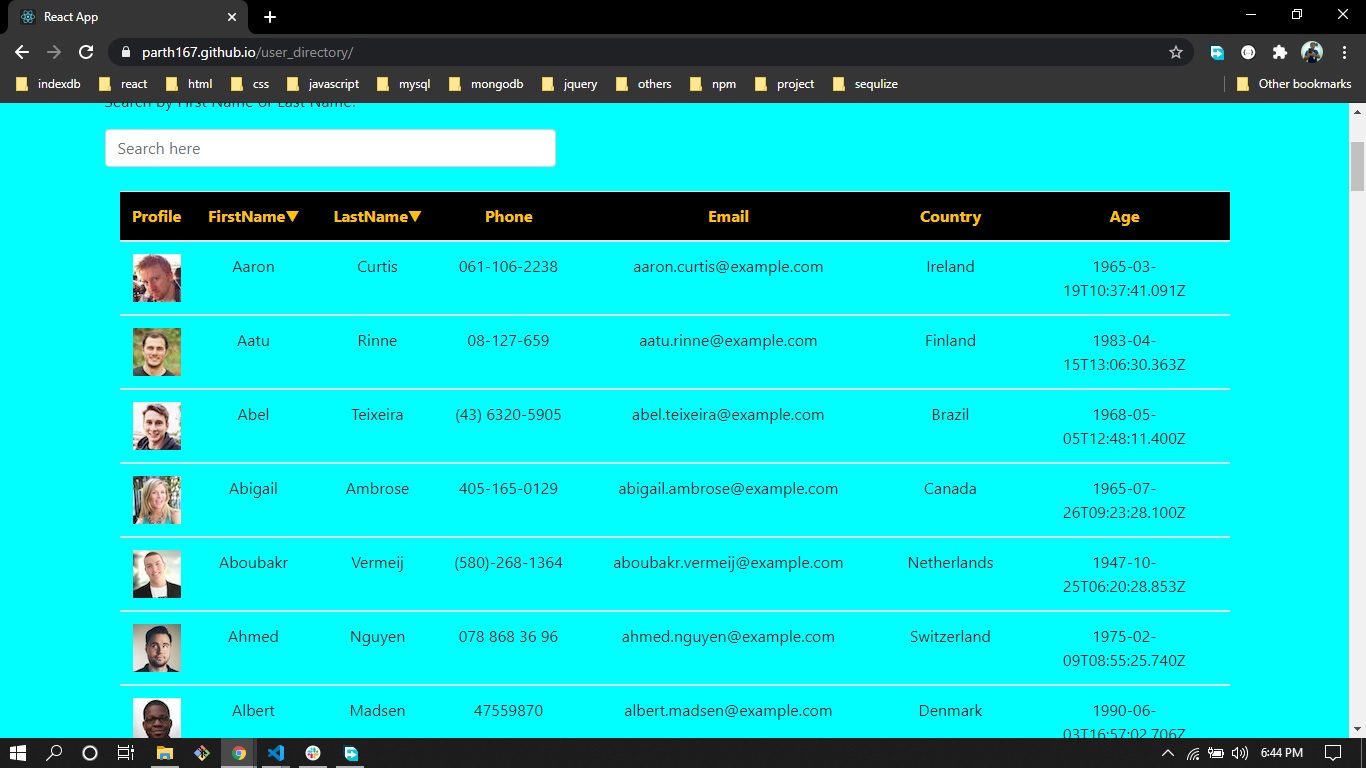 React App
parth167.github.io/user_directory/
indexdb react html css javascript mysql mongodb jquery others npm project sequlize Other bookmarks
Search by First Name or Last Name:
Search here
Profile FirstName▼ LastName▼ Phone Email Country Age
Aaron Curtis 061-106-2238 aaron.curtis@example.com Ireland 1965-03-
19T10:37:41.091Z
Aatu Rinne 08-127-659 aatu.rinne@example.com Finland 1983-04-
15T13:06:30.363Z
Abel Teixeira (43) 6320-5905 abel.teixeira@example.com Brazil 1968-05-
05T12:48:11.400Z
Abigail Ambrose 405-165-0129 abigail.ambrose@example.com Canada 1965-07-
26T09:23:28.100Z
Aboubakr Vermeij (580)-268-1364 aboubakr.vermeij@example.com Netherlands 1947-10-
25T06:20:28.853Z
Ahmed Nguyen 078 868 36 96 ahmed.nguyen@example.com Switzerland 1975-02-
09T08:55:25.740Z
Albert Madsen 47559870 albert.madsen@example.com Denmark 1990-06-
03T16:57:02.706Z
6:44 PM